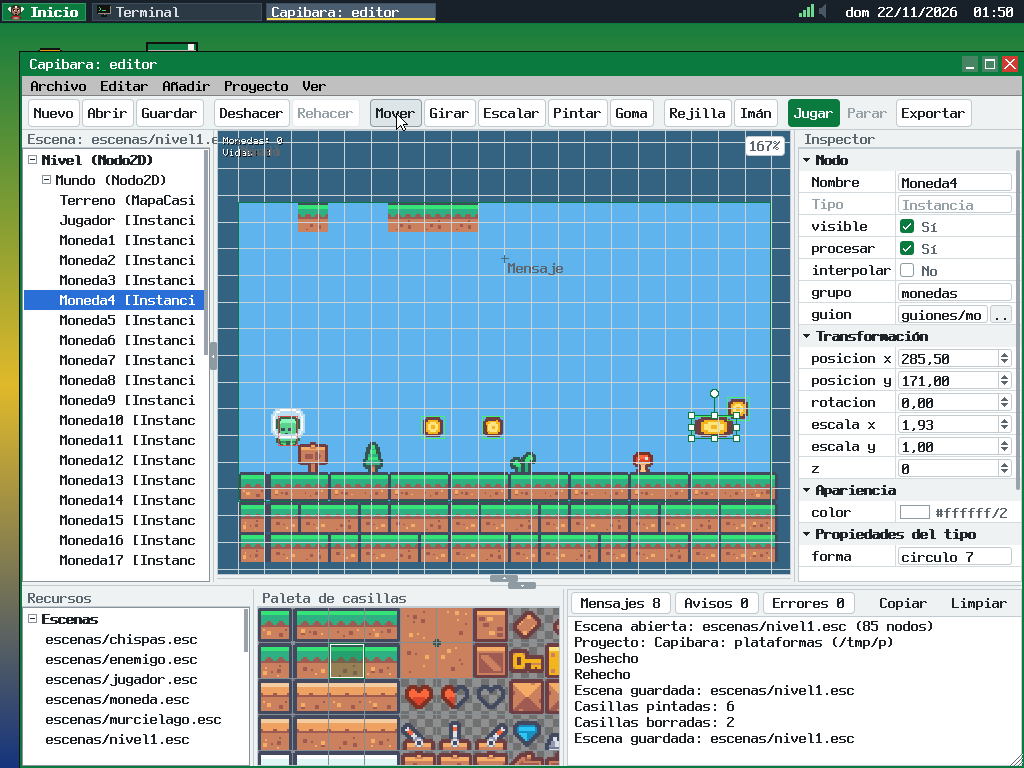 Inicio
Terminal
Capibara: editor
dom 22/11/2026 01:50
Capibara: editor
Archivo Editar Añadir Proyecto Ver
Nuevo Abrir Guardar Deshacer Rehacer Mover Girar Escalar Pintar Goma Rejilla Imán Jugar Parar Exportar
Escena: escenas/nivel1.e
Nivel (Nodo2D)
Mundo (Nodo2D)
Terreno (MapaCasi
Jugador [Instanci
Moneda1 [Instanci
Moneda2 [Instanci
Moneda3 [Instanci
Moneda4 [Instanci
Moneda5 [Instanci
Moneda6 [Instanci
Moneda7 [Instanci
Moneda8 [Instanci
Moneda9 [Instanci
Moneda10 [Instanc
Moneda11 [Instanc
Moneda12 [Instanc
Moneda13 [Instanc
Moneda14 [Instanc
Moneda15 [Instanc
Moneda16 [Instanc
Moneda17 [Instanc
Monedas: 0
Vidas:
167%
Mensaje
Inspector
Nodo
Nombre Moneda4
Tipo Instancia
visible Sí
procesar Sí
interpolar No
grupo monedas
guion guiones/mo ..
Transformación
posicion x 285,50
posicion y 171,00
rotacion 0,00
escala x 1,93
escala y 1,00
z 0
Apariencia
color #ffffff/2
Propiedades del tipo
forma circulo 7
Recursos
Escenas
escenas/chispas.esc
escenas/enemigo.esc
escenas/jugador.esc
escenas/moneda.esc
escenas/murcielago.esc
escenas/nivel1.esc
Paleta de casillas
Mensajes 8 Avisos 0 Errores 0 Copiar Limpiar
Escena abierta: escenas/nivel1.esc (85 nodos)
Proyecto: Capibara: plataformas (/tmp/p)
Deshecho
Rehecho
Escena guardada: escenas/nivel1.esc
Casillas pintadas: 6
Casillas borradas: 2
Escena guardada: escenas/nivel1.esc